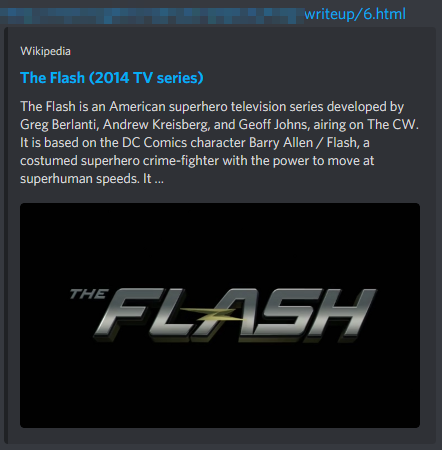 writeup/6.html
Wikipedia
The Flash (2014 TV series)
The Flash is an American superhero television series developed by
Greg Berlanti, Andrew Kreisberg, and Geoff Johns, airing on The CW.
It is based on the DC Comics character Barry Allen / Flash, a
costumed superhero crime-fighter with the power to move at
superhuman speeds. It ...
THE FLASH